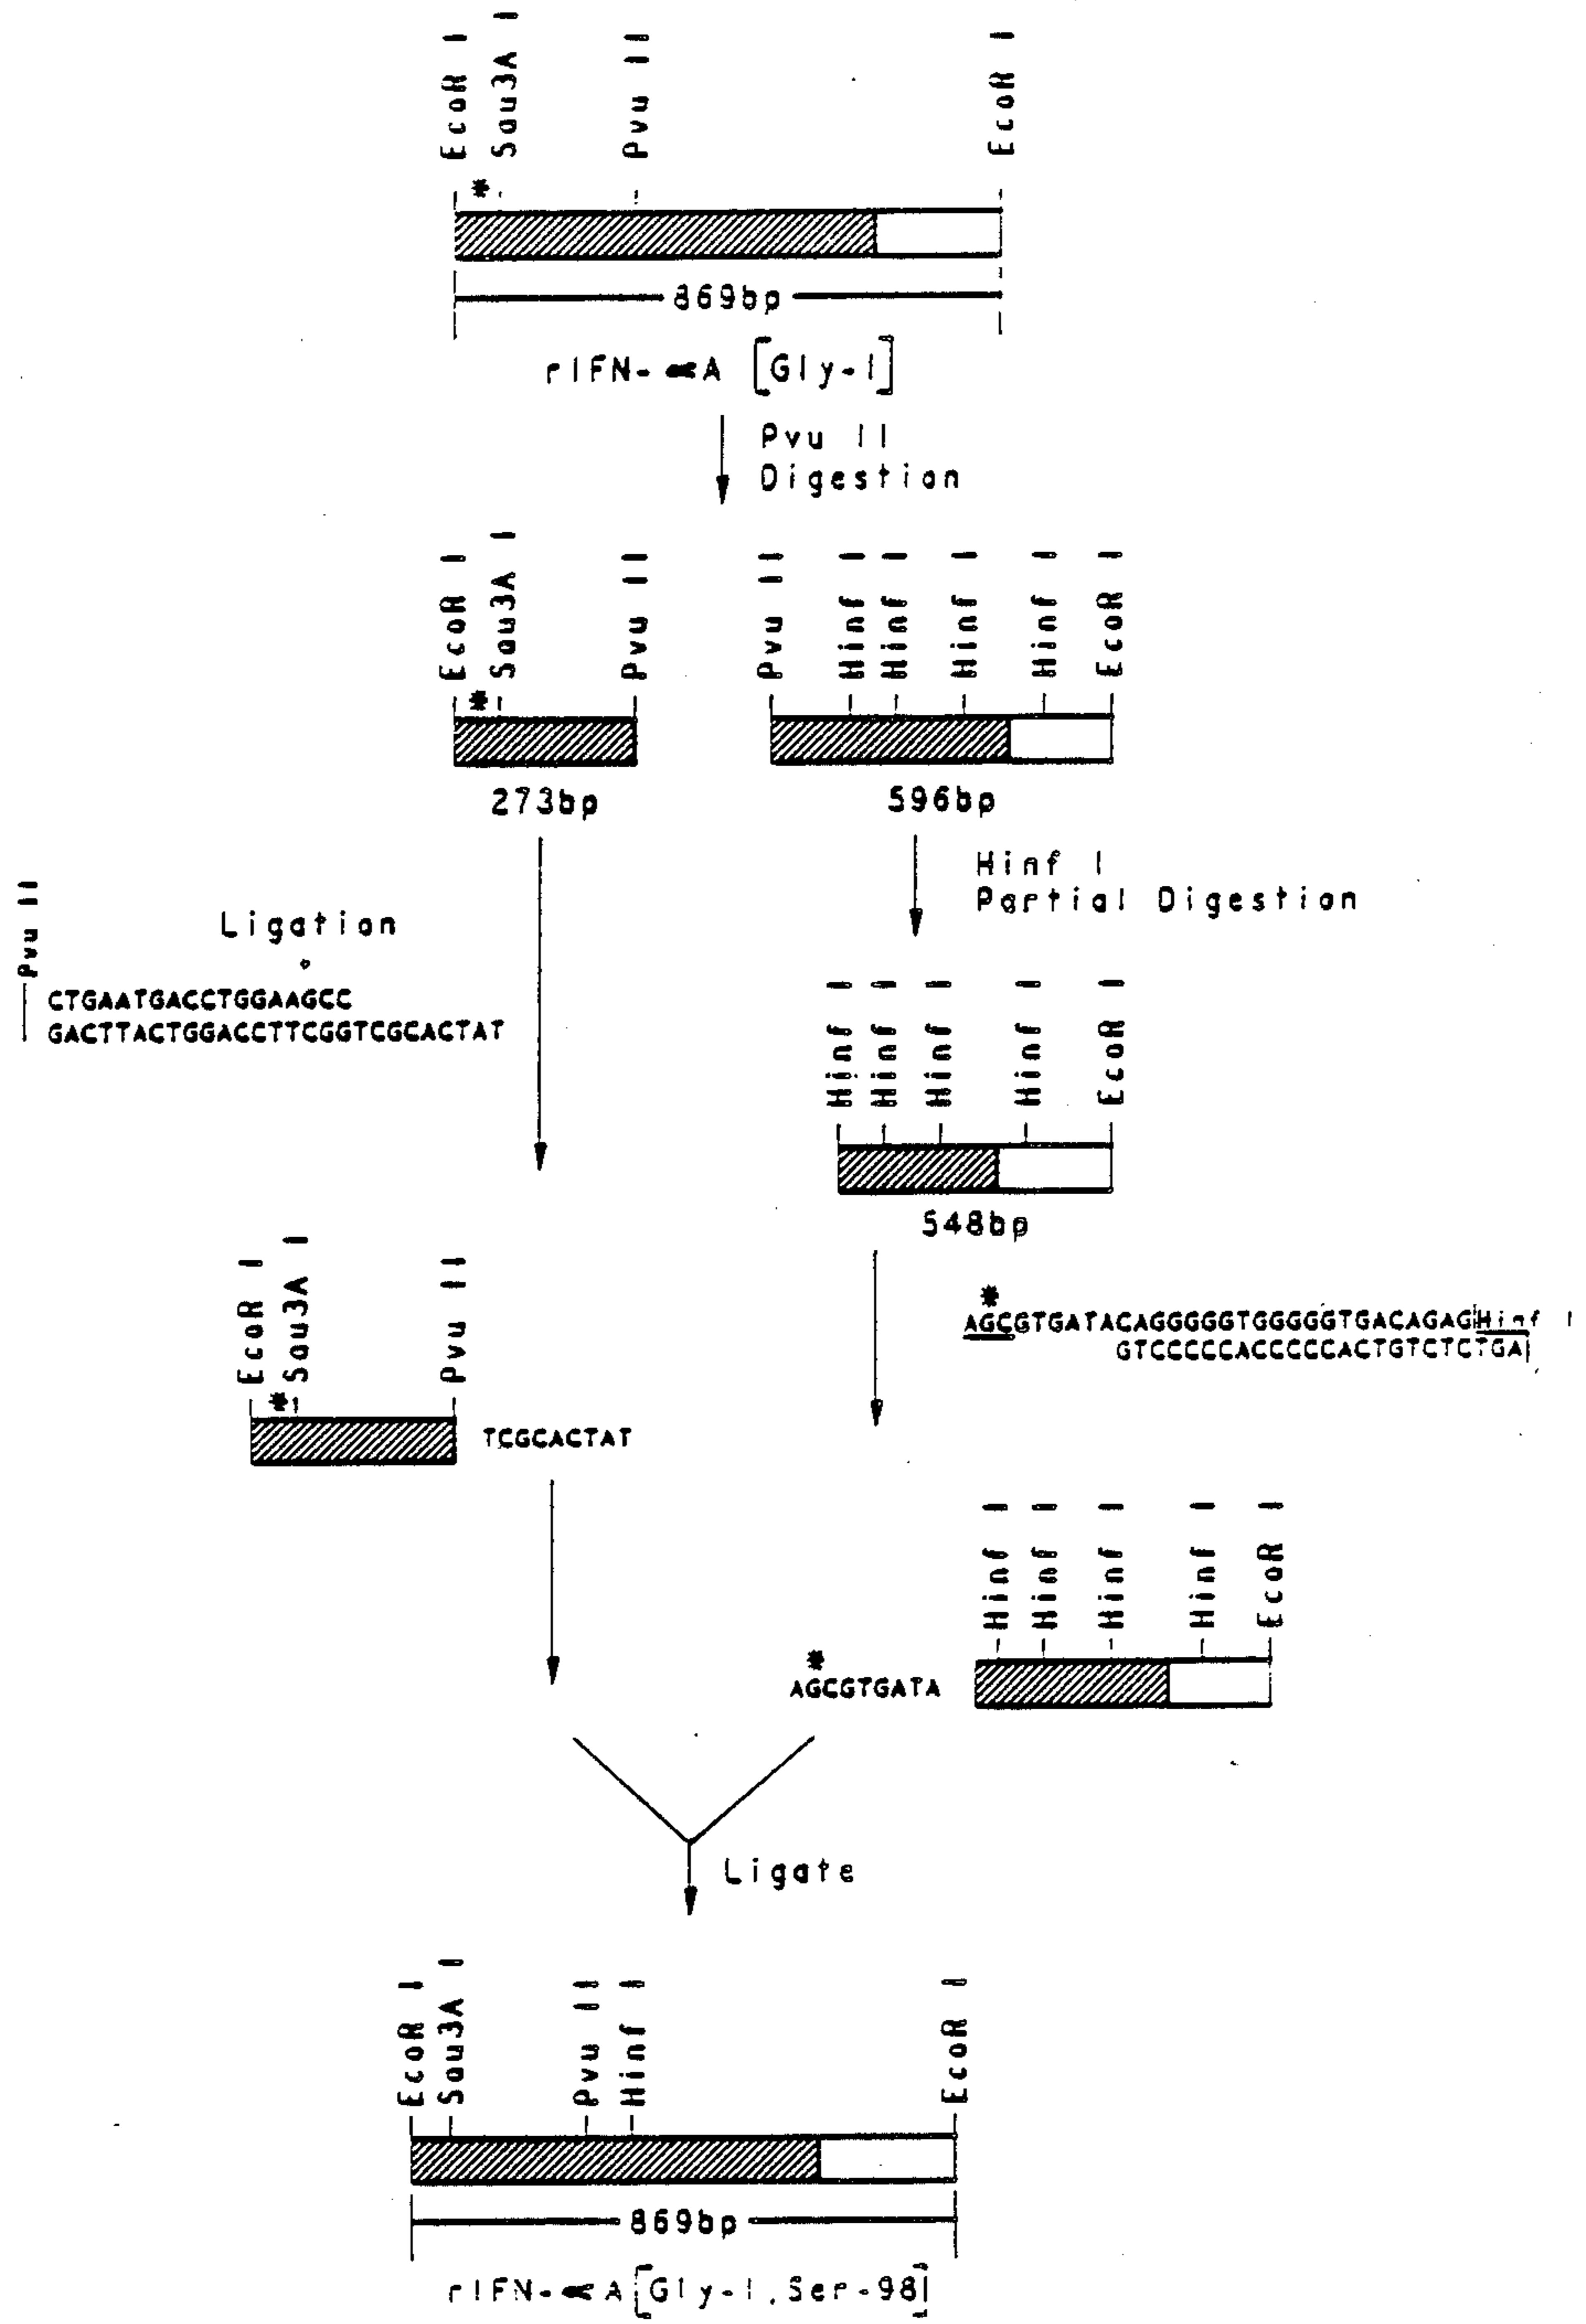 EcoR I
Sau3A I
Pvu II
EcoR I
*
869bp
rIFN-∝A [Gly-1]
Pvu II
Digestion
EcoR I
Sau3A I
Pvu II
Pvu II
Hinf I
Hinf I
Hinf I
Hinf I
EcoR I
*
273bp
596bp
Hinf I
Partial Digestion
Pvu II
Ligation
CTGAATGACCTGGAAGCC
GACTTACTGGACCTTCGGTCGCACTAT
Hinf I
Hinf I
Hinf I
Hinf I
EcoR I
548bp
*
AGCGTGATACAGGGGGTGGGGGTGACAGAG Hinf I
GTCCCCCACCCCCACTGTCTCTGA
EcoR I
Sau3A I
Pvu II
*
TCGCACTAT
Hinf I
Hinf I
Hinf I
Hinf I
EcoR I
*
AGCGTGATA
Ligate
EcoR I
Sau3A I
Pvu II
Hinf I
EcoR I
869bp
rIFN-∝A[Gly-1,Ser-98]